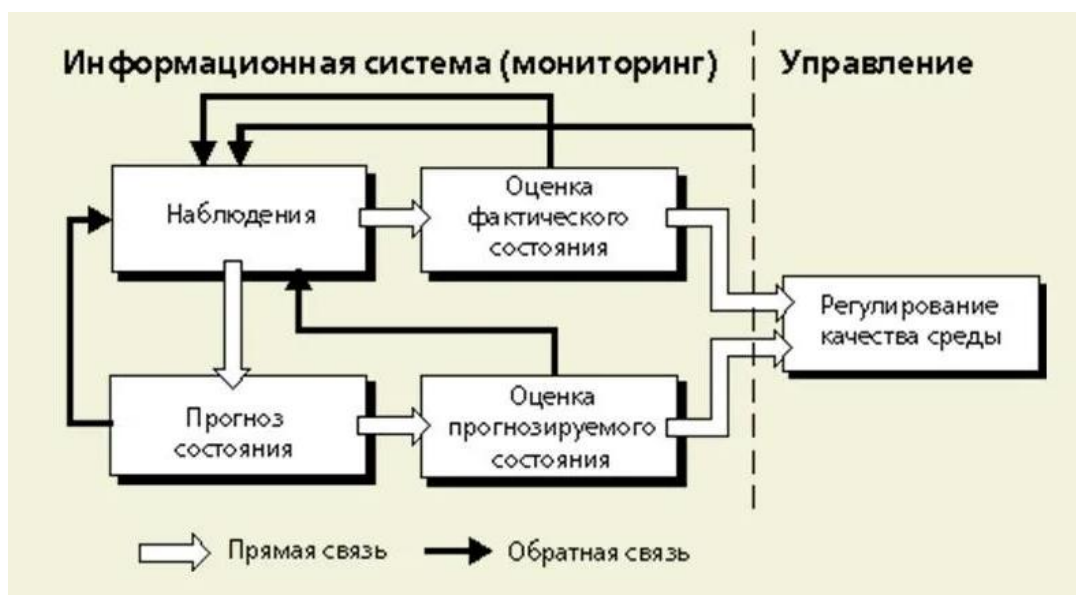 Информационная система (мониторинг)
Управление
Наблюдения
Оценка
фактического
состояния
Регулирование
качества среды
Прогноз
состояния
Оценка
прогнозируемого
состояния
Прямая связь
Обратная связь